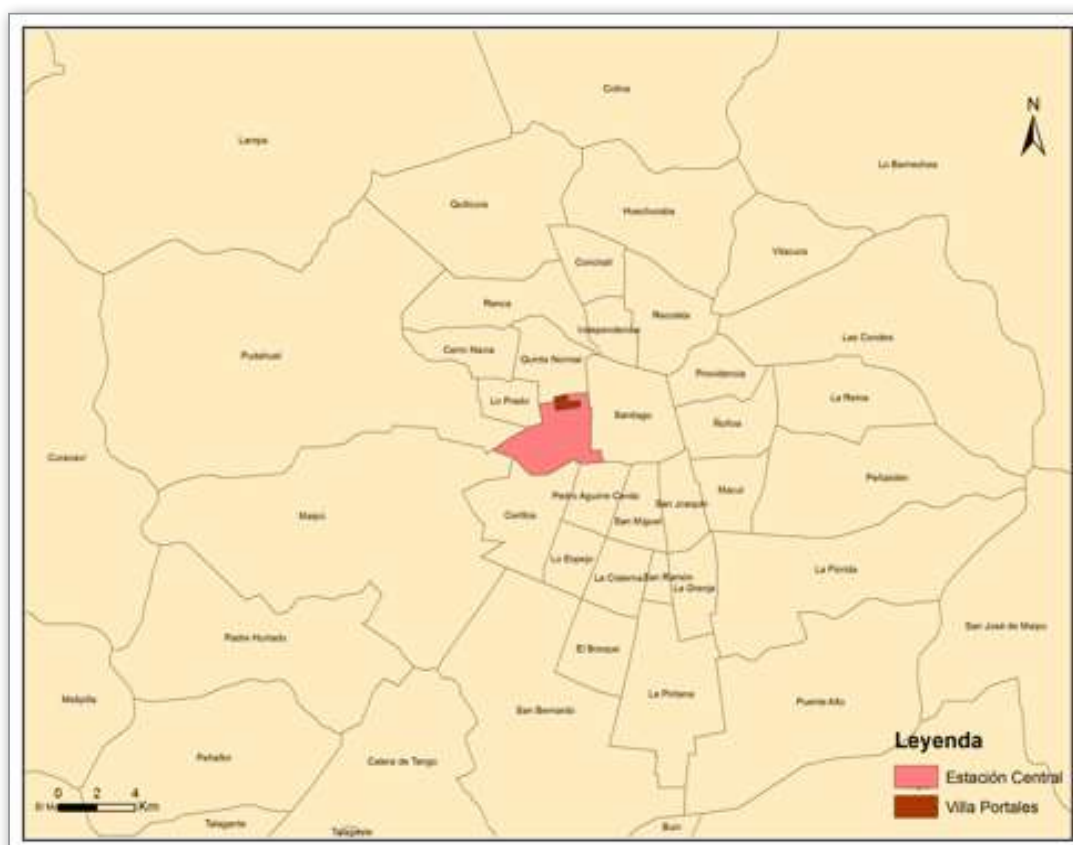 Colina
N
Lampa
Lo Barnechea
Quilicura
Huechuraba
Vitacura
Conchalí
Renca
Recoleta
Independencia
Las Condes
Pudahuel
Cerro Navia
Quinta Normal
Providencia
La Reina
Lo Prado
Santiago
Ñuñoa
Curacaví
Peñalolén
Macul
Pedro Aguirre Cerda
San Joaquín
Maipú
Cerrillos
San Miguel
Lo Espejo
La Cisterna
San Ramón
La Granja
La Florida
San José de Maipo
Padre Hurtado
El Bosque
La Pintana
Melipilla
Puente Alto
San Bernardo
Leyenda
Peñaflor
Calera de Tango
Estación Central
0 2 4
Km
Villa Portales
Talagante
Talagante
Buin